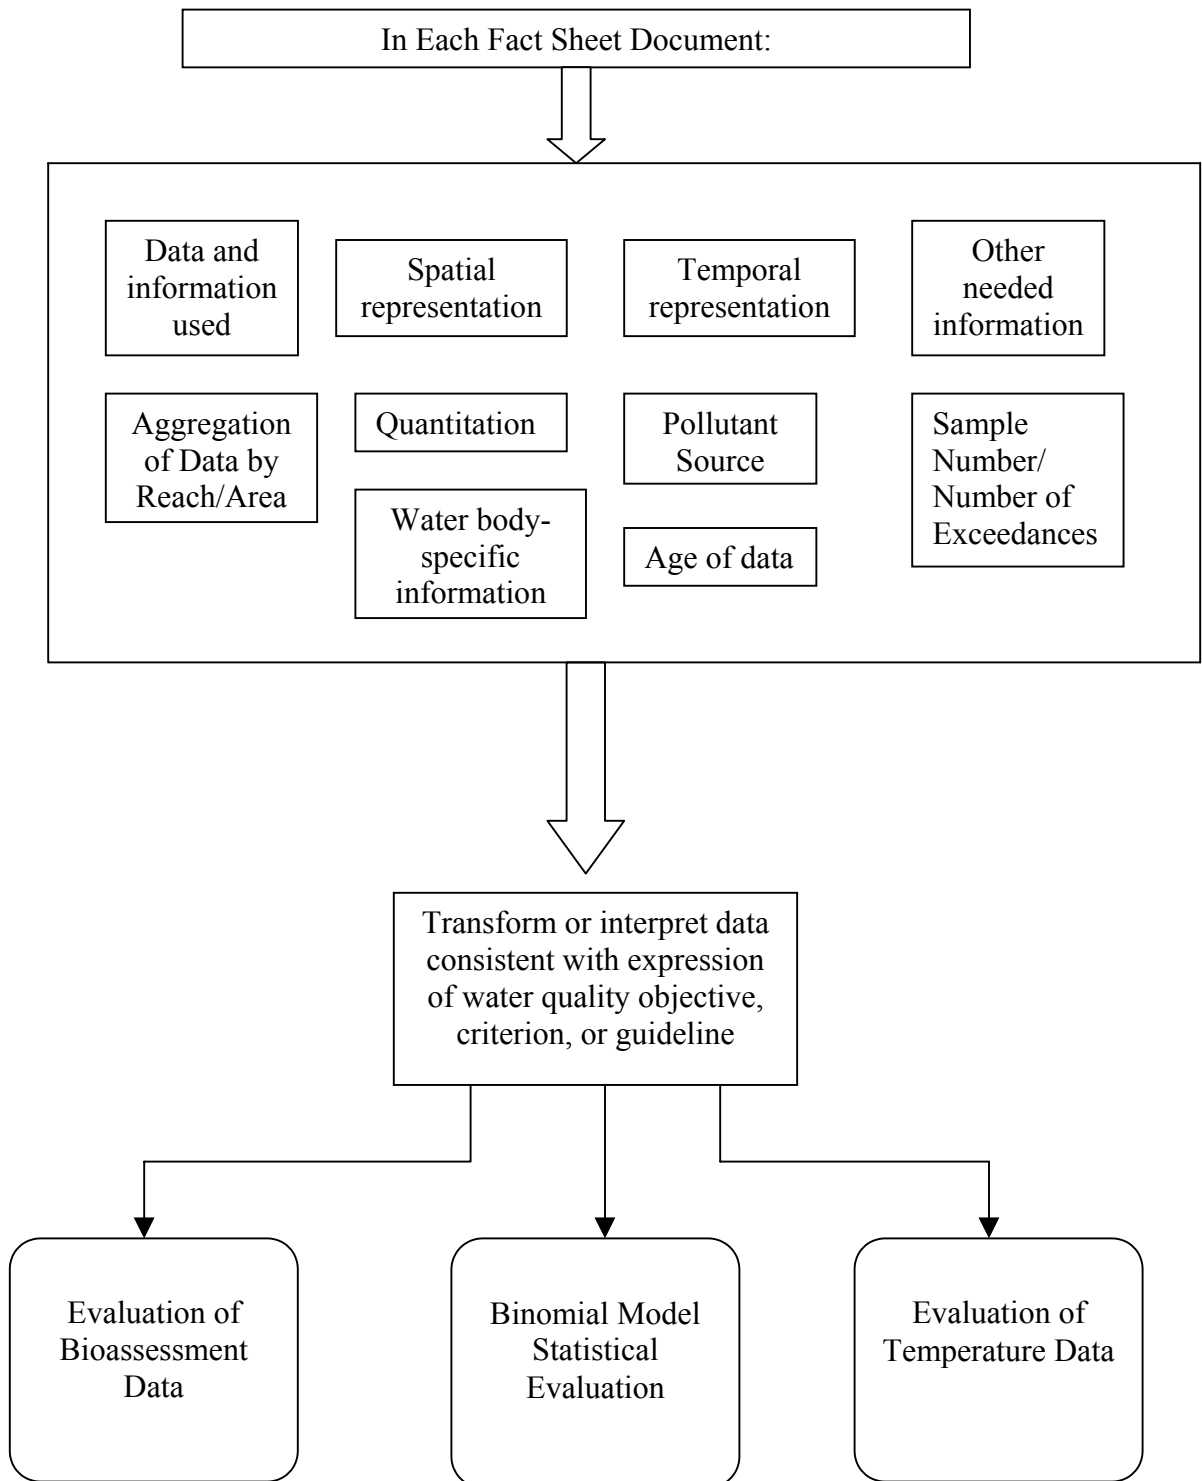 In Each Fact Sheet Document:
Data and
information
used
Spatial
representation
Temporal
representation
Other
needed
information
Aggregation
of Data by
Reach/Area
Quantitation
Pollutant
Source
Sample
Number/
Number of
Exceedances
Water body-
specific
information
Age of data
Transform or interpret data
consistent with expression
of water quality objective,
criterion, or guideline
Evaluation of
Bioassessment
Data
Binomial Model
Statistical
Evaluation
Evaluation of
Temperature Data